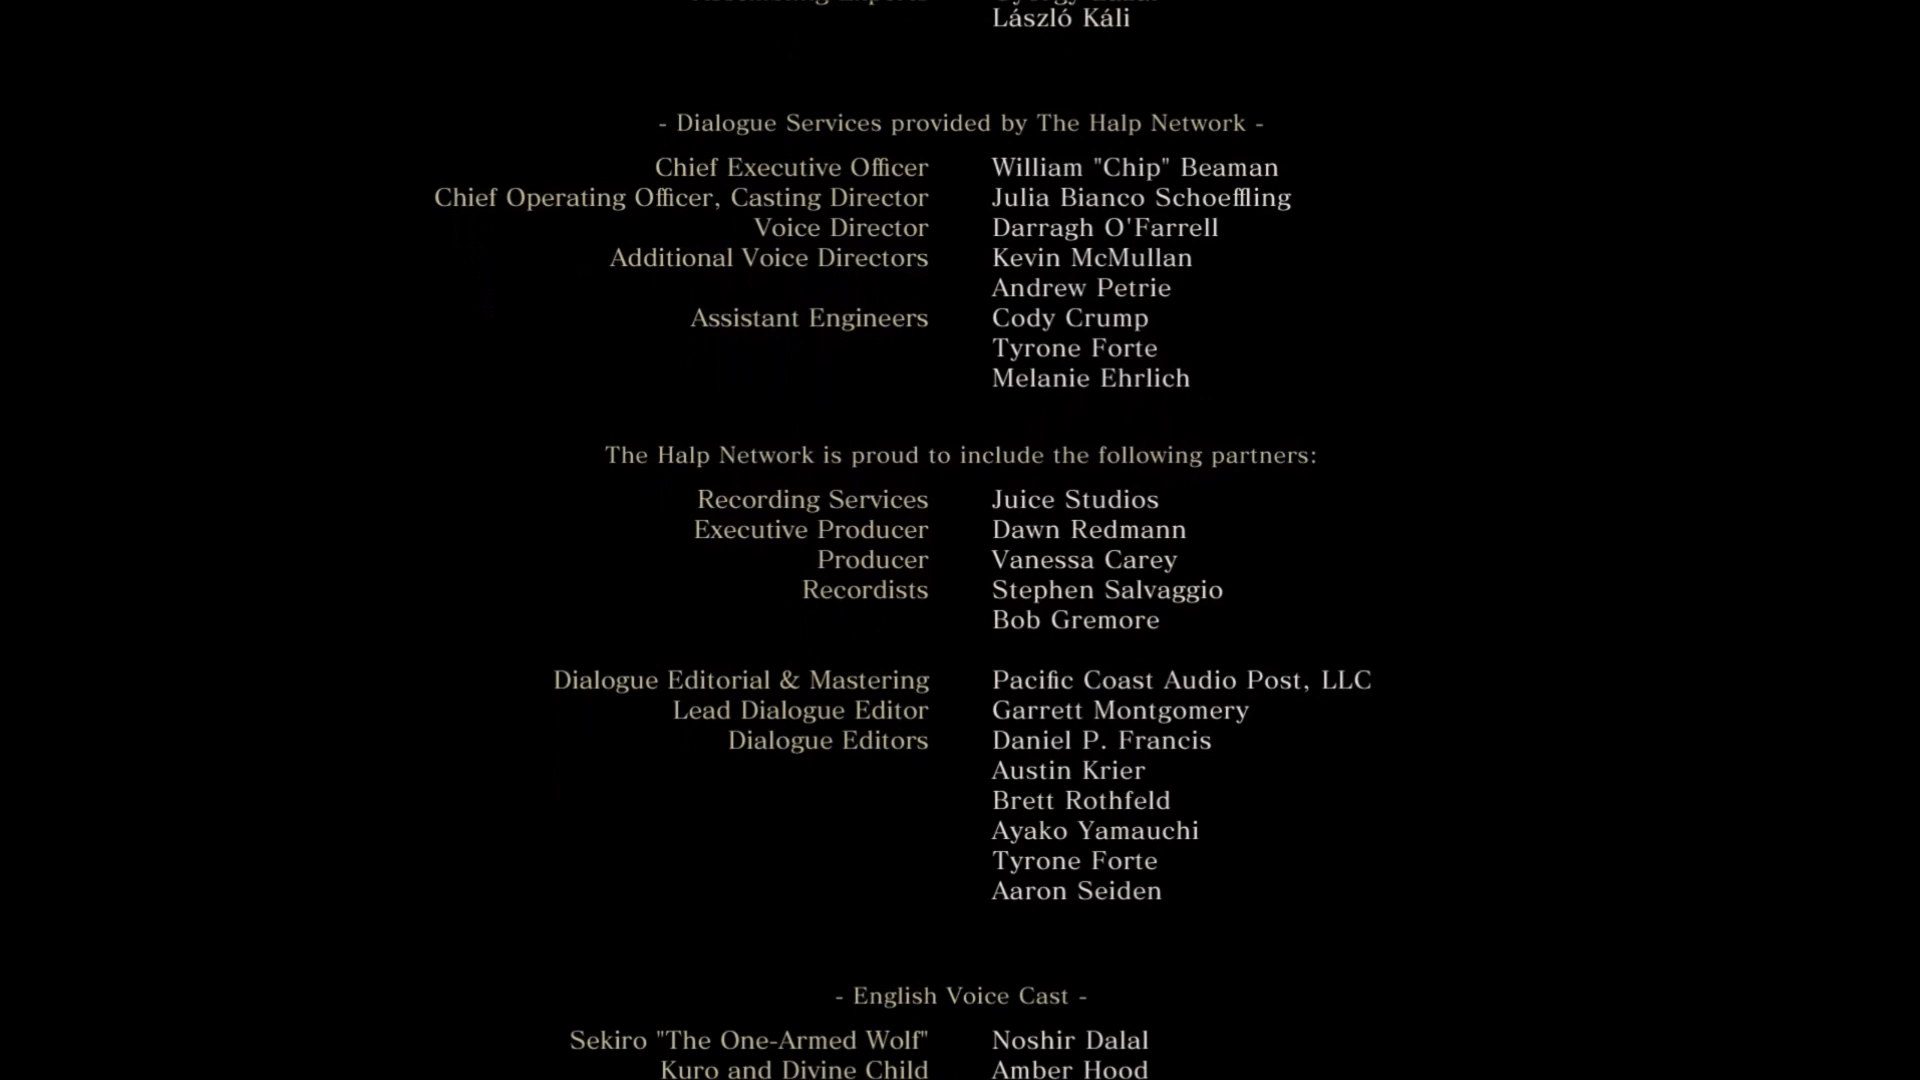 László Káli
- Dialogue Services provided by The Halp Network -
Chief Executive Officer William "Chip" Beaman
Chief Operating Officer, Casting Director Julia Bianco Schoeffling
Voice Director Darragh O'Farrell
Additional Voice Directors Kevin McMullan
Andrew Petrie
Assistant Engineers Cody Crump
Tyrone Forte
Melanie Ehrlich
The Halp Network is proud to include the following partners:
Recording Services Juice Studios
Executive Producer Dawn Redmann
Producer Vanessa Carey
Recordists Stephen Salvaggio
Bob Gremore
Dialogue Editorial & Mastering Pacific Coast Audio Post, LLC
Lead Dialogue Editor Garrett Montgomery
Dialogue Editors Daniel P. Francis
Austin Krier
Brett Rothfeld
Ayako Yamauchi
Tyrone Forte
Aaron Seiden
- English Voice Cast -
Sekiro "The One-Armed Wolf" Noshir Dalal
Kuro and Divine Child Amber Hood